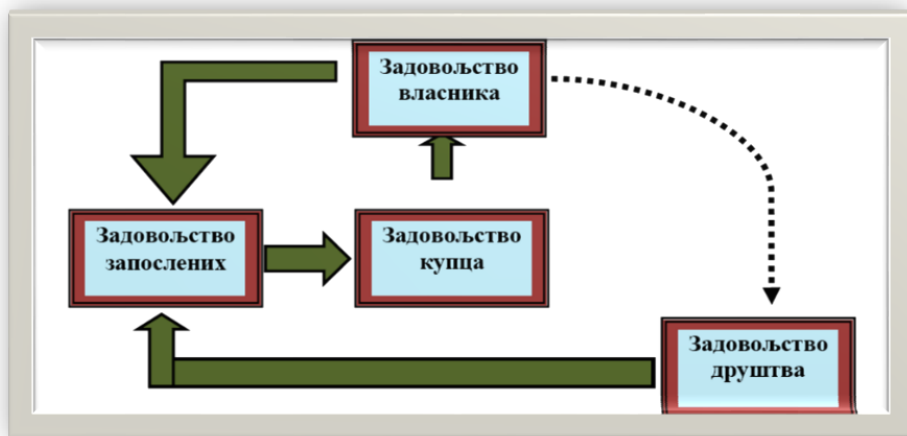 Задовољство
власника
Задовољство
запослених
Задовољство
купца
Задовољство
друштва